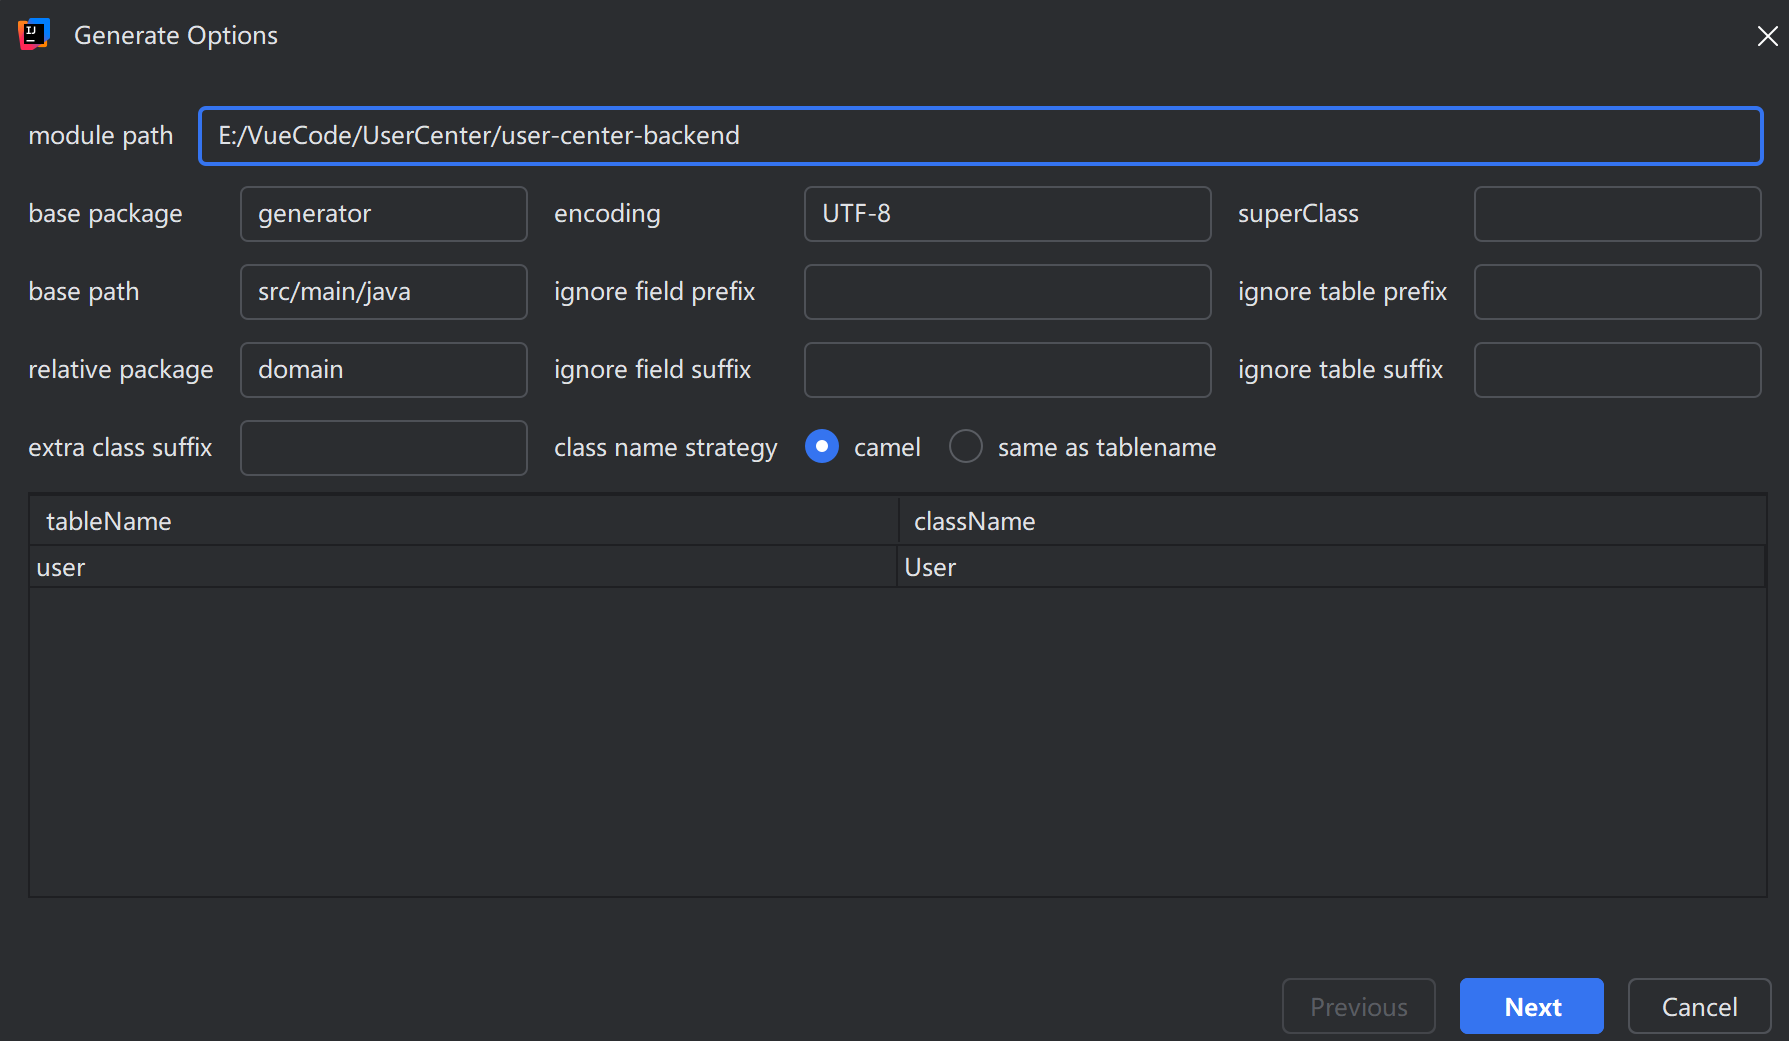 IJ
Generate Options
module path E:/VueCode/UserCenter/user-center-backend
base package generator encoding UTF-8 superClass
base path src/main/java ignore field prefix ignore table prefix
relative package domain ignore field suffix ignore table suffix
extra class suffix class name strategy camel same as tablename
tableName className
user User
Previous Next Cancel